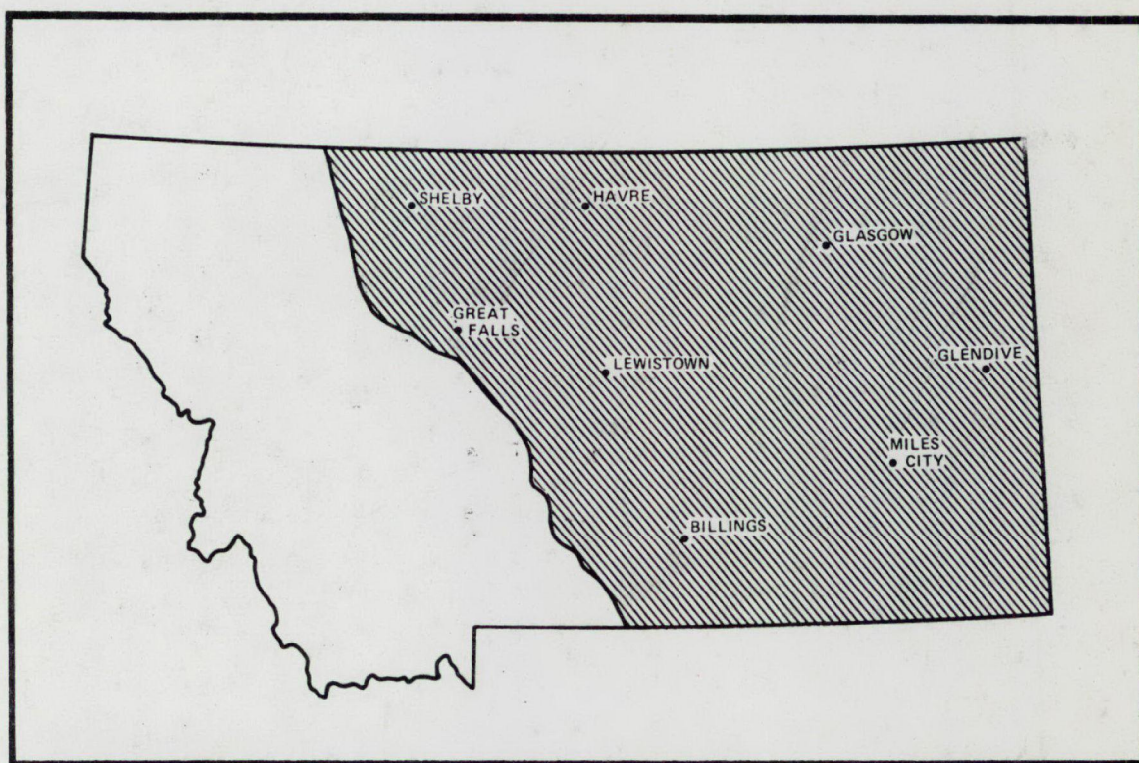 SHELBY
HAVRE
GLASGOW
GREAT
FALLS
LEWISTOWN
GLENDIVE
MILES
CITY
BILLINGS